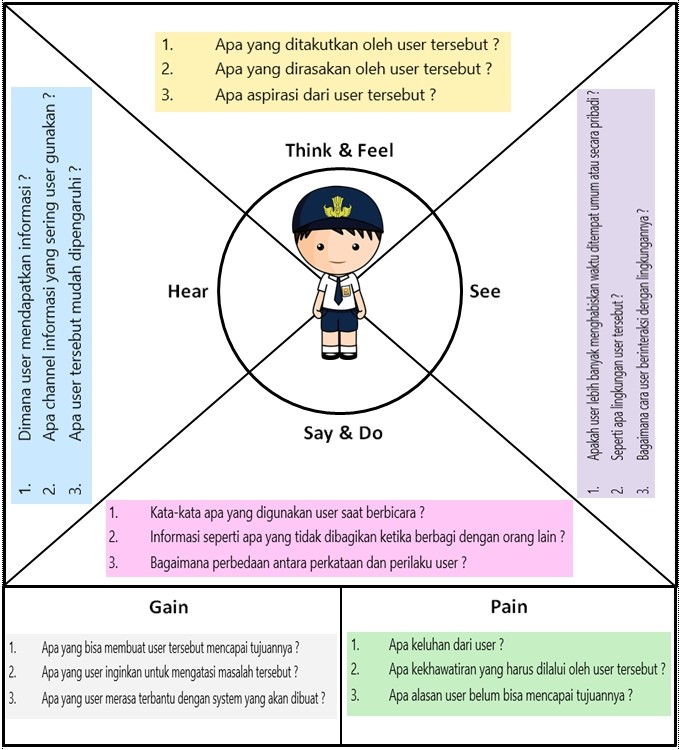 1. Apa yang ditakutkan oleh user tersebut ?
2. Apa yang dirasakan oleh user tersebut ?
3. Apa aspirasi dari user tersebut ?
Think & Feel
1. Dimana user mendapatkan informasi ?
2. Apa channel informasi yang sering user gunakan ?
3. Apa user tersebut mudah dipengaruhi ?
Hear
See
1. Apakah user lebih banyak menghabiskan waktu ditempat umum atau secara pribadi ?
2. Seperti apa lingkungan user tersebut ?
3. Bagaimana cara user berinteraksi dengan lingkungannya ?
Say & Do
1. Kata-kata apa yang digunakan user saat berbicara ?
2. Informasi seperti apa yang tidak dibagikan ketika berbagi dengan orang lain ?
3. Bagaimana perbedaan antara perkataan dan perilaku user ?
Gain
1. Apa yang bisa membuat user tersebut mencapai tujuannya ?
2. Apa yang user inginkan untuk mengatasi masalah tersebut ?
3. Apa yang user merasa terbantu dengan system yang akan dibuat ?
Pain
1. Apa keluhan dari user ?
2. Apa kekhawatiran yang harus dilalui oleh user tersebut ?
3. Apa alasan user belum bisa mencapai tujuannya ?